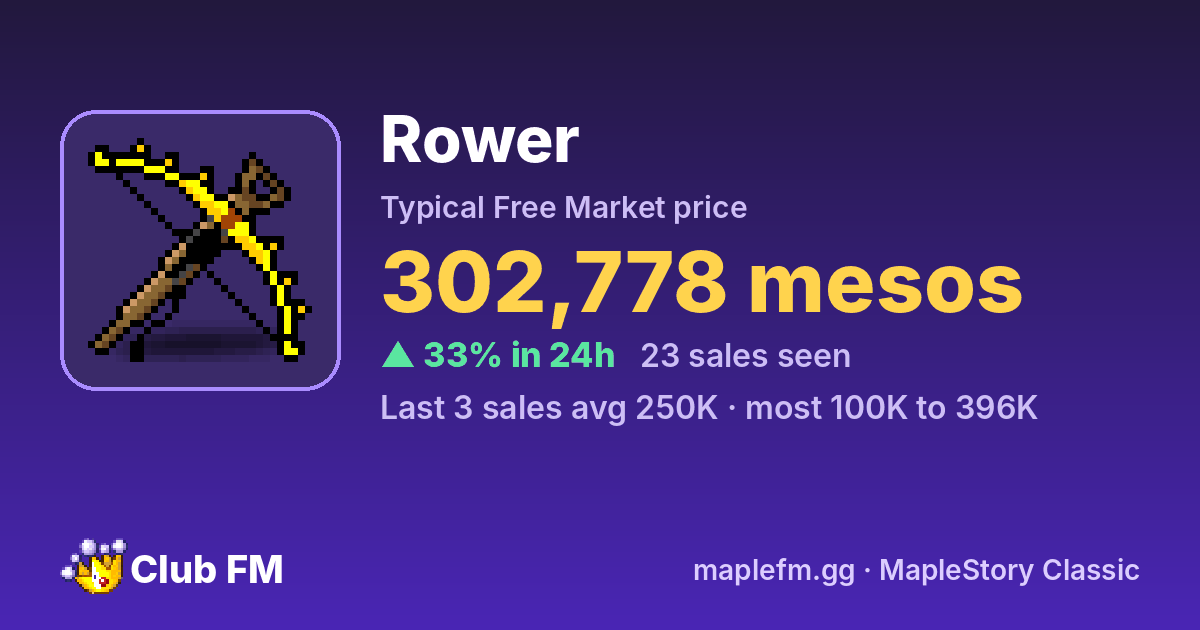 Rower
Typical Free Market price
302,778 mesos
▲ 33% in 24h 23 sales seen
Last 3 sales avg 250K · most 100K to 396K
Club FM
maplefm.gg · MapleStory Classic